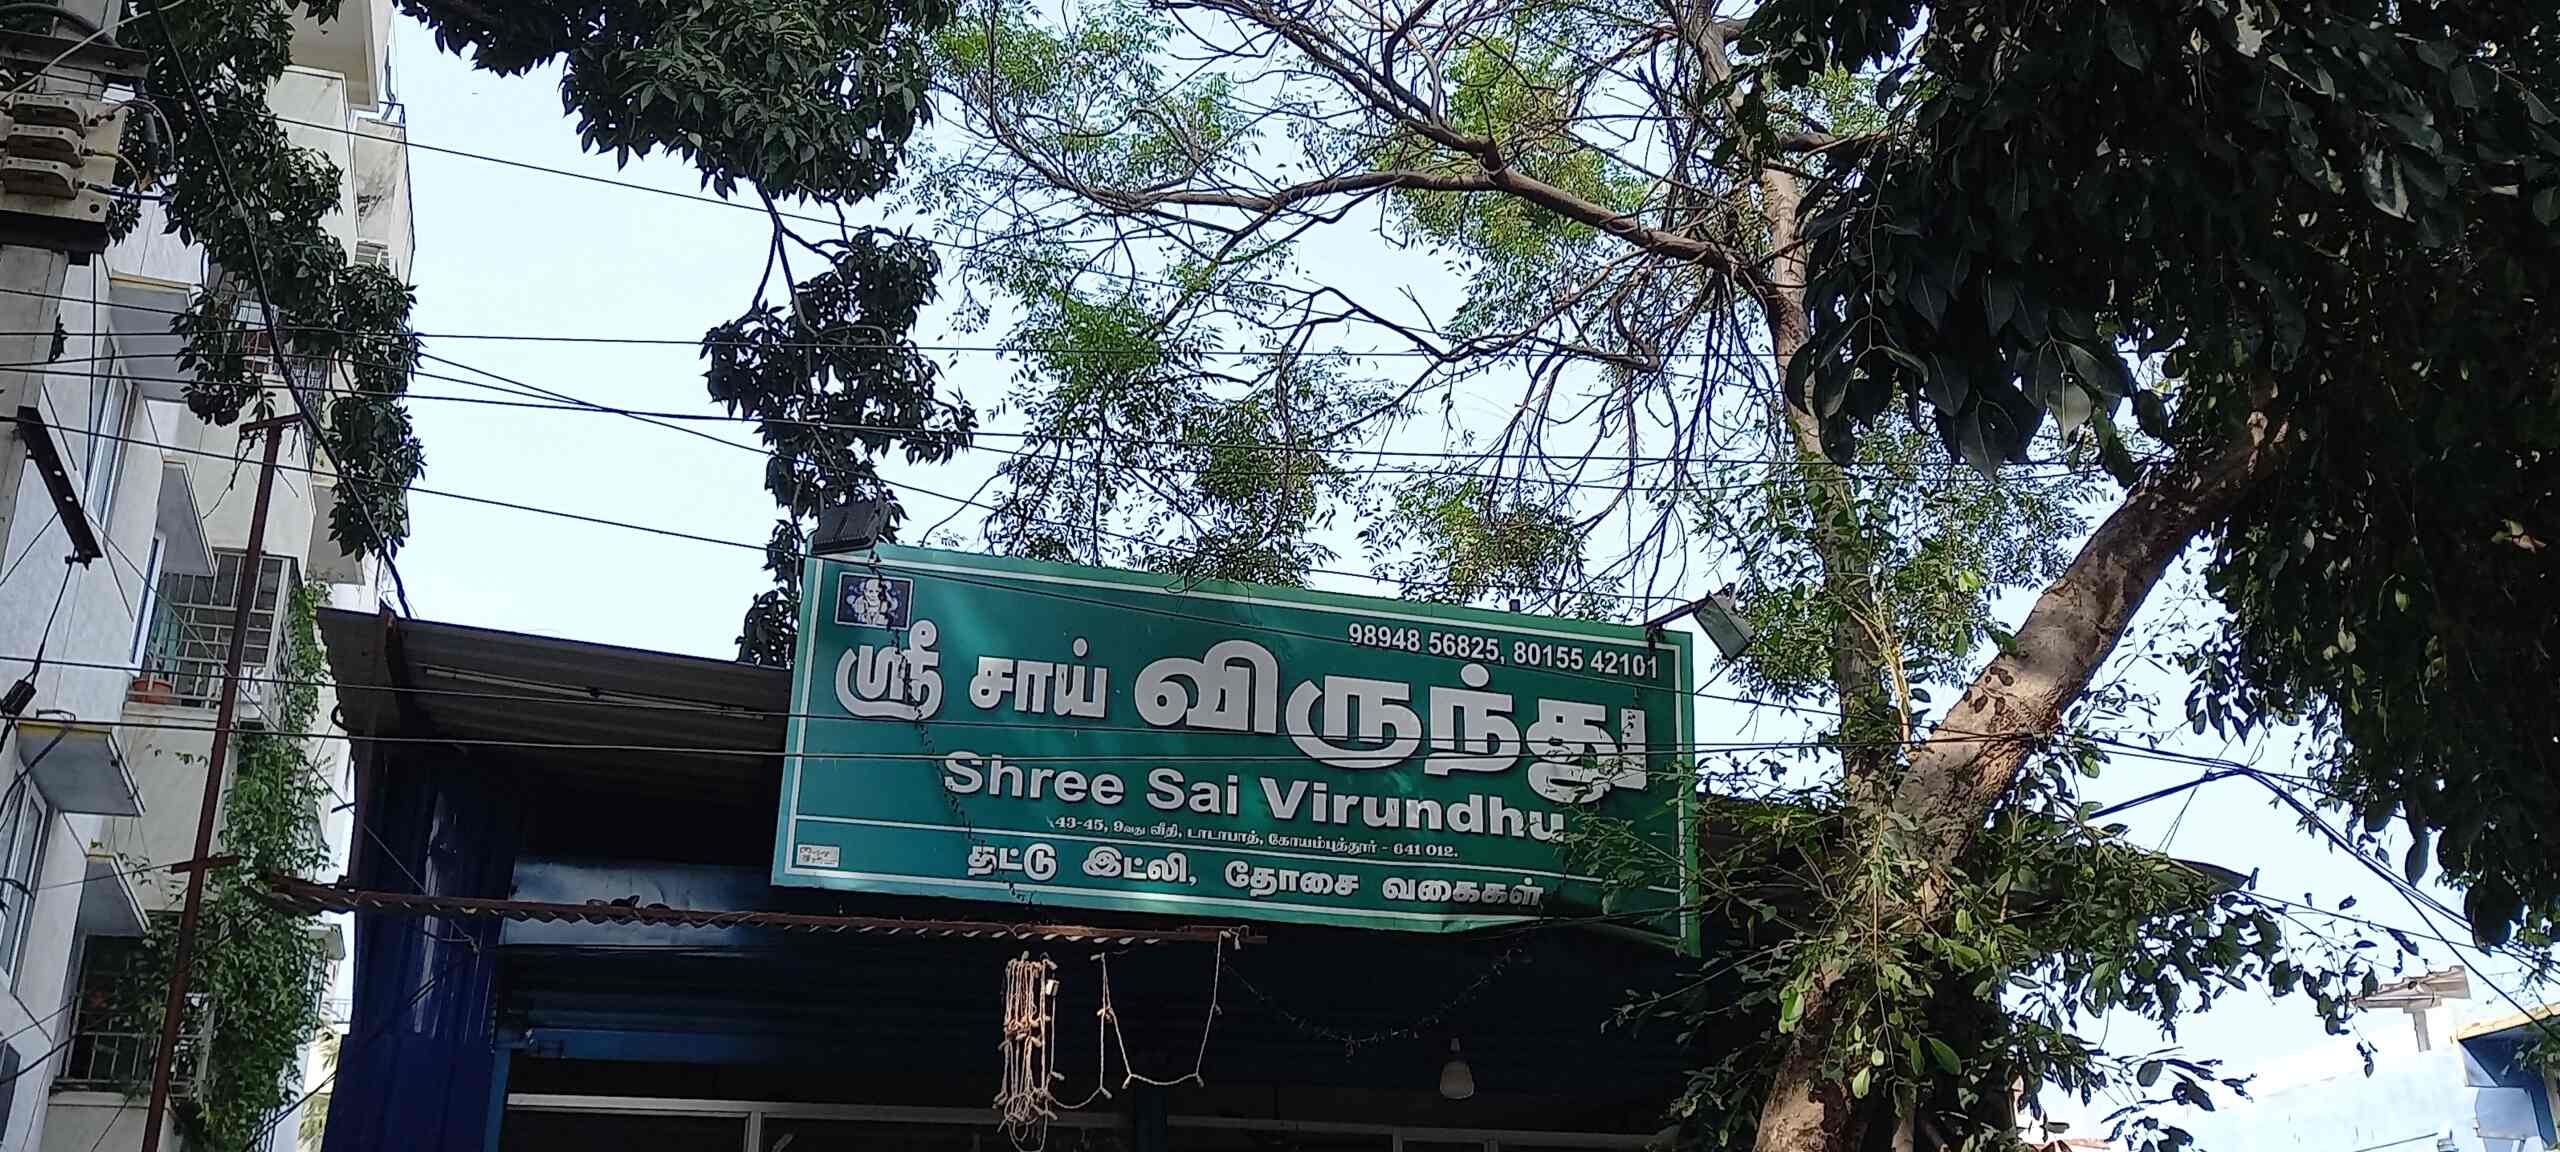 98948 56825, 80155 42101
ஸ்ரீ சாய் விருந்து
Shree Sai Virundhu
43-45, 9வது வீதி, டாடாபாத், கோயம்புத்தூர் - 641 012.
தட்டு இட்லி, தோசை வகைகள்